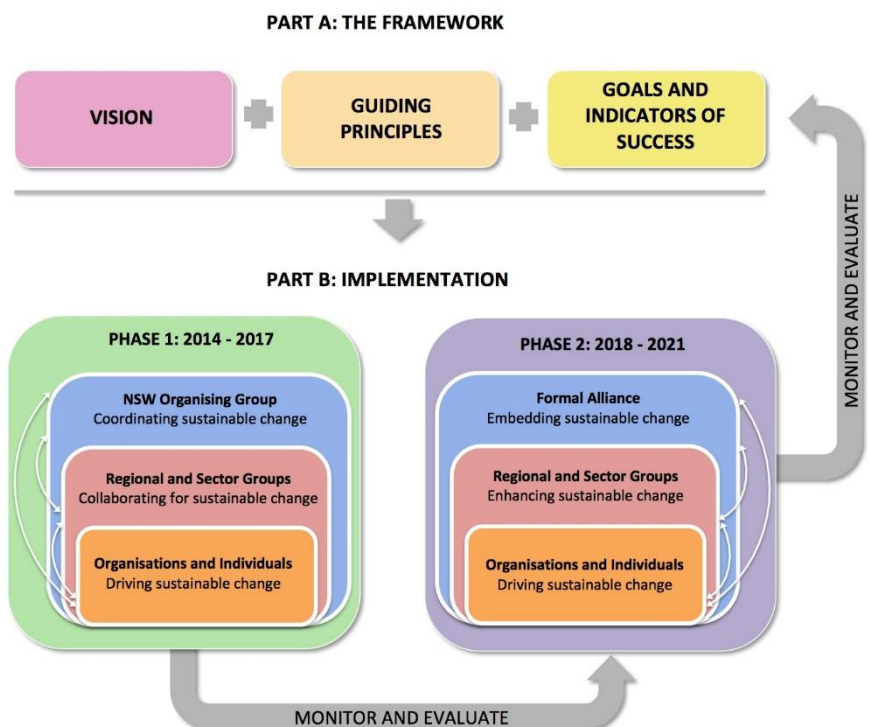 PART A: THE FRAMEWORK
VISION
GUIDING
PRINCIPLES
GOALS AND
INDICATORS OF
SUCCESS
PART B: IMPLEMENTATION
PHASE 1: 2014 - 2017
NSW Organising Group
Coordinating sustainable change
Regional and Sector Groups
Collaborating for sustainable change
Organisations and Individuals
Driving sustainable change
PHASE 2: 2018 - 2021
Formal Alliance
Embedding sustainable change
Regional and Sector Groups
Enhancing sustainable change
Organisations and Individuals
Driving sustainable change
MONITOR AND EVALUATE
MONITOR AND EVALUATE